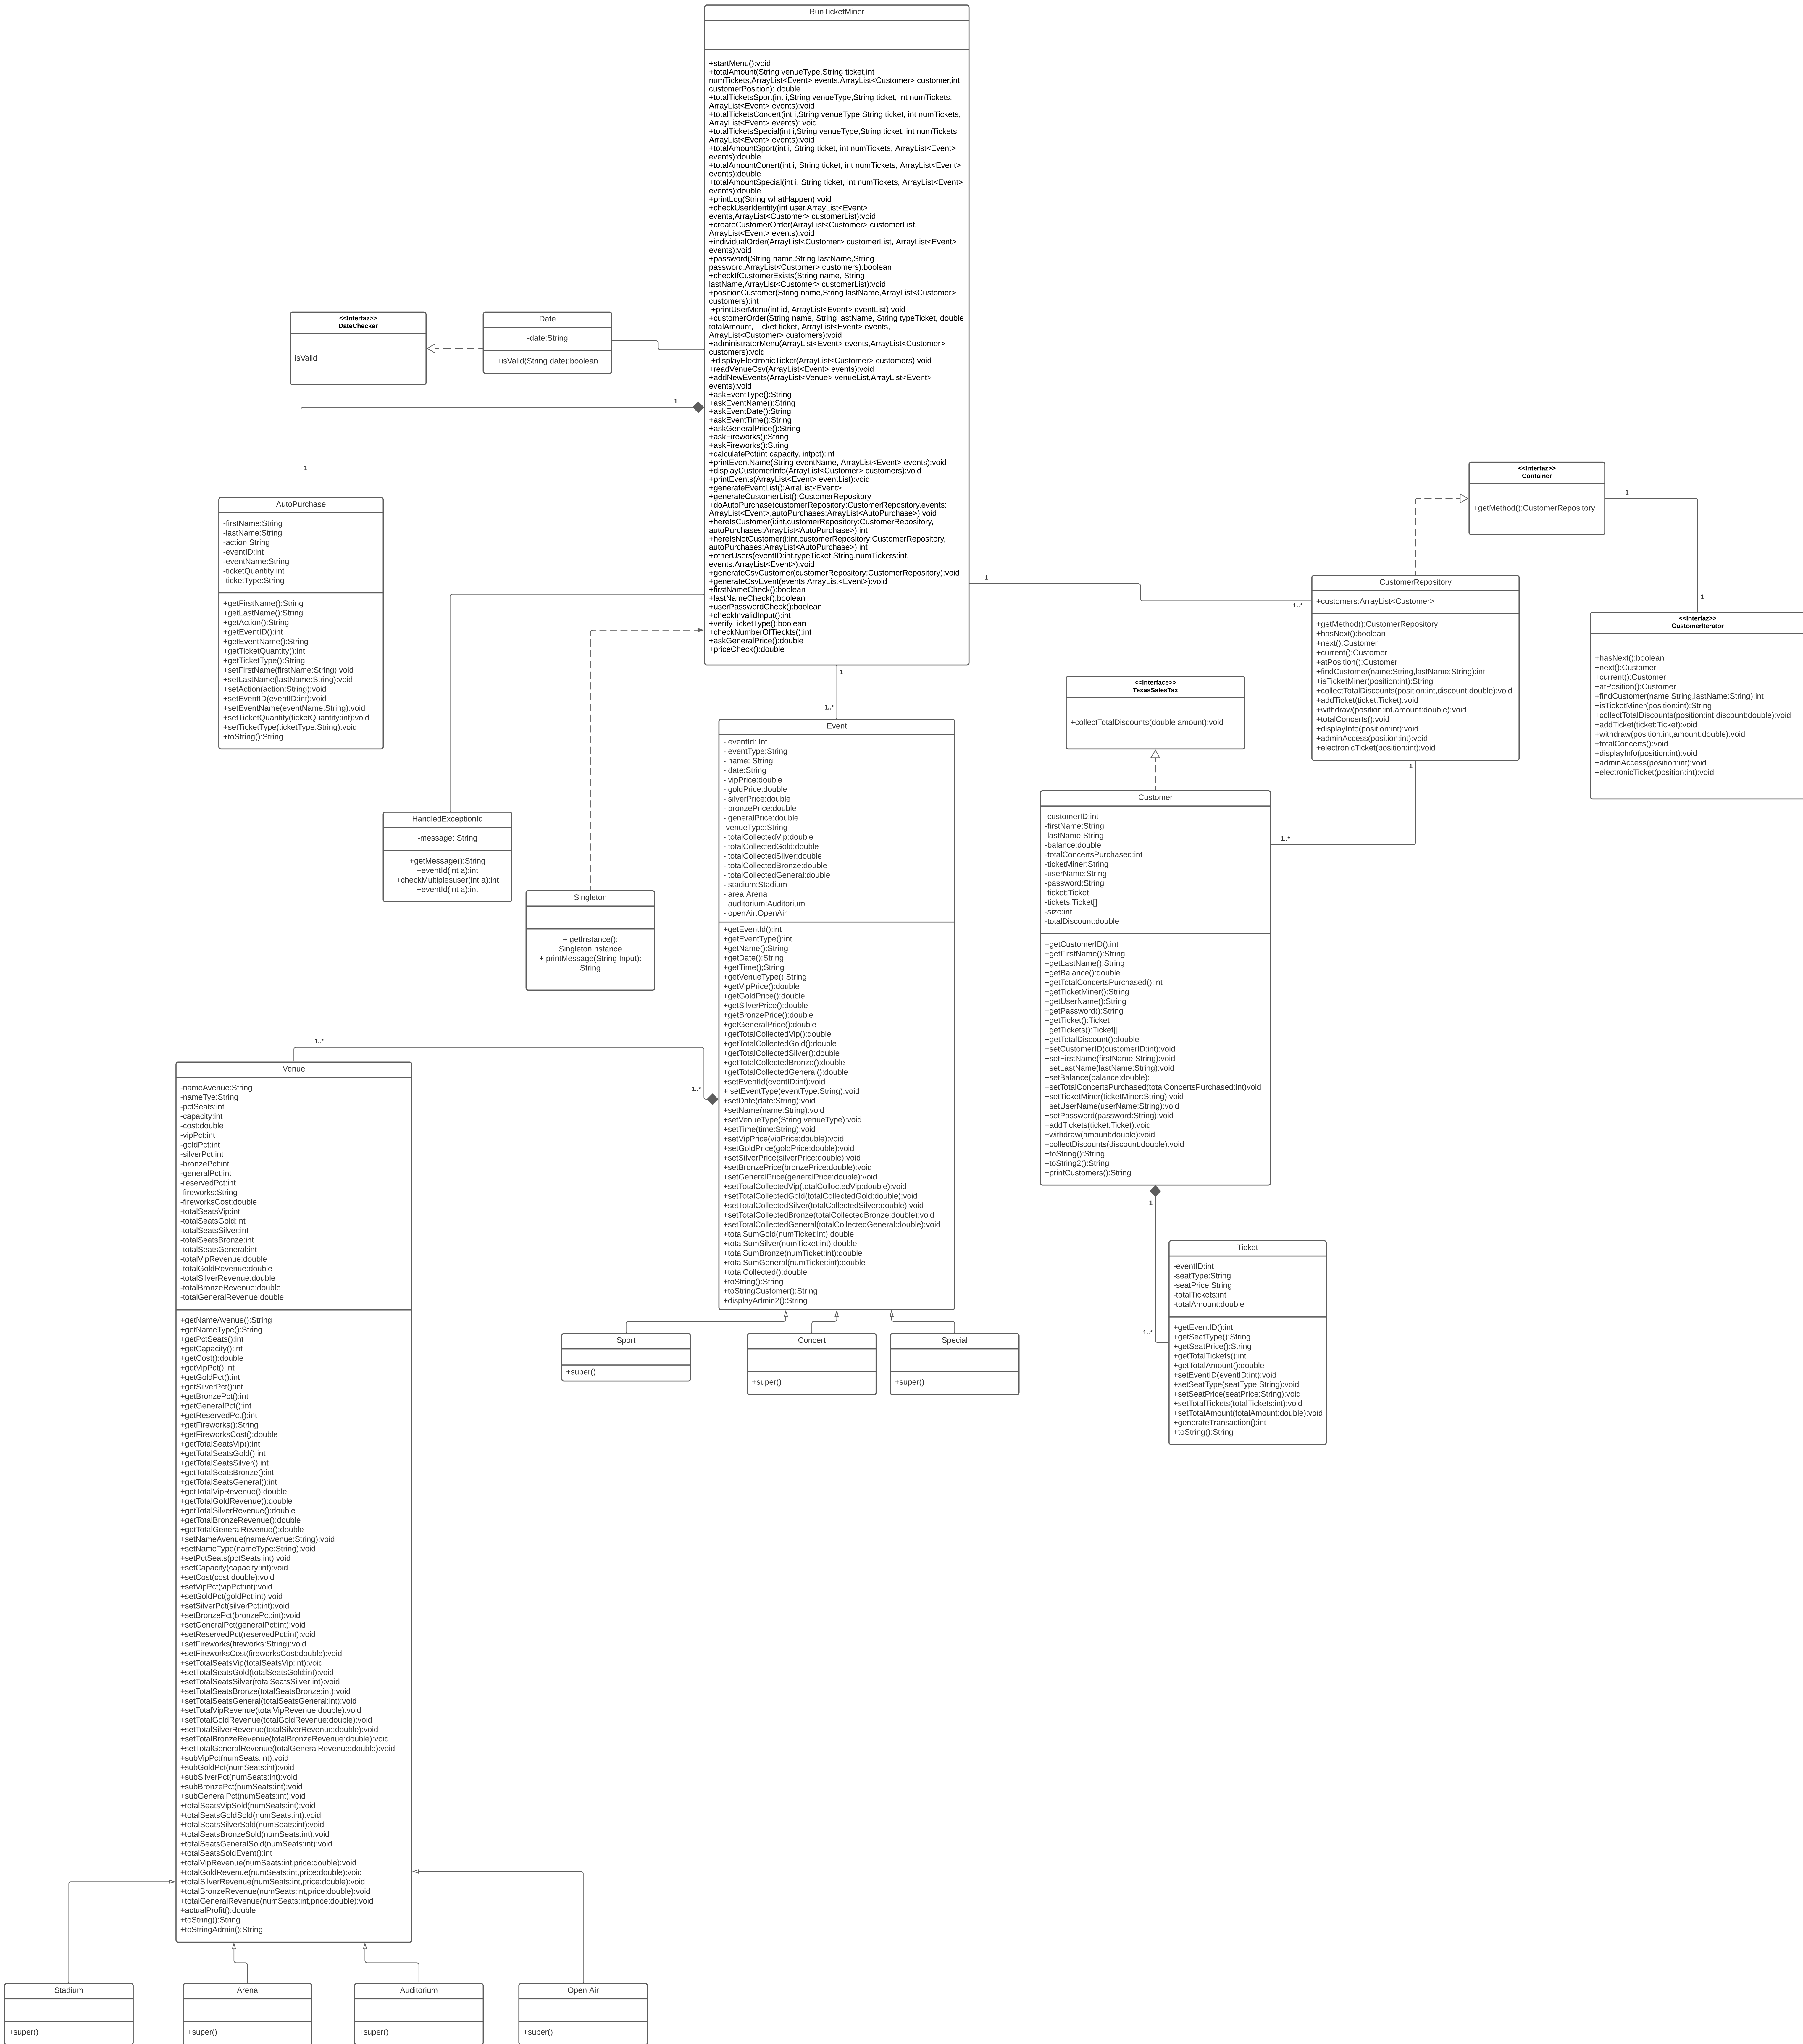 RunTicketMiner
+startMenu():void
+totalAmount(String venueType,String ticket,int
numTickets,ArrayList<Event> events,ArrayList<Customer> customer,int
customerPosition): double
+totalTicketsSport(int i,String venueType,String ticket, int numTickets,
ArrayList<Event> events):void
+totalTicketsConcert(int i,String venueType,String ticket, int numTickets,
ArrayList<Event> events): void
+totalTicketsSpecial(int i,String venueType,String ticket, int numTickets,
ArrayList<Event> events):void
+totalAmountSport(int i, String ticket, int numTickets, ArrayList<Event>
events):double
+totalAmountConert(int i, String ticket, int numTickets, ArrayList<Event>
events):double
+totalAmountSpecial(int i, String ticket, int numTickets, ArrayList<Event>
events):double
+printLog(String whatHappen):void
+checkUserIdentity(int user,ArrayList<Event>
events,ArrayList<Customer> customerList):void
+createCustomerOrder(ArrayList<Customer> customerList,
ArrayList<Event> events):void
+individualOrder(ArrayList<Customer> customerList, ArrayList<Event>
events):void
+password(String name,String lastName,String
password,ArrayList<Customer> customers):boolean
+checkIfCustomerExists(String name, String
lastName,ArrayList<Customer> customerList):void
+positionCustomer(String name,String lastName,ArrayList<Customer>
customers):int
+printUserMenu(int id, ArrayList<Event> eventList):void
+customerOrder(String name, String lastName, String typeTicket, double
totalAmount, Ticket ticket, ArrayList<Event> events,
ArrayList<Customer> customers):void
+administratorMenu(ArrayList<Event> events,ArrayList<Customer>
customers):void
+displayElectronicTicket(ArrayList<Customer> customers):void
+readVenueCsv(ArrayList<Event> events):void
+addNewEvents(ArrayList<Venue> venueList,ArrayList<Event>
events):void
+askEventType():String
+askEventName():String
+askEventDate():String
+askEventTime():String
+askGeneralPrice():String
+askFireworks():String
+askFireworks():String
+calculatePct(int capacity, intpct):int
+printEventName(String eventName, ArrayList<Event> events):void
+displayCustomerInfo(ArrayList<Customer> customers):void
+printEvents(ArrayList<Event> eventList):void
+generateEventList():ArraList<Event>
+generateCustomerList():CustomerRepository
+doAutoPurchase(customerRepository:CustomerRepository,events:
ArrayList<Event>,autoPurchases:ArrayList<AutoPurchase>):void
+hereIsCustomer(i:int,customerRepository:CustomerRepository,
autoPurchases:ArrayList<AutoPurchase>):int
+hereIsNotCustomer(i:int,customerRepository:CustomerRepository,
autoPurchases:ArrayList<AutoPurchase>):int
+otherUsers(eventID:int,typeTicket:String,numTickets:int,
events:ArrayList<Event>):void
+generateCsvCustomer(customerRepository:CustomerRepository):void
+generateCsvEvent(events:ArrayList<Event>):void
+firstNameCheck():boolean
+lastNameCheck():boolean
+userPasswordCheck():boolean
+checkInvalidInput():int
+verifyTicketType():boolean
+checkNumberOfTieckts():int
+askGeneralPrice():double
+priceCheck():double
<<Interfaz>>
DateChecker
isValid
Date
-date:String
+isValid(String date):boolean
1
1
AutoPurchase
-firstName:String
-lastName:String
-action:String
-eventID:int
-eventName:String
-ticketQuantity:int
-ticketType:String
+getFirstName():String
+getLastName():String
+getAction():String
+getEventID():int
+getEventName():String
+getTicketQuantity():int
+getTicketType():String
+setFirstName(firstName:String):void
+setLastName(lastName:String):void
+setAction(action:String):void
+setEventID(eventID:int):void
+setEventName(eventName:String):void
+setTicketQuantity(ticketQuantity:int):void
+setTicketType(ticketType:String):void
+toString():String
<<Interfaz>>
Container
+getMethod():CustomerRepository
1
1
<<Interfaz>>
CustomerIterator
+hasNext():boolean
+next():Customer
+current():Customer
+atPosition():Customer
+findCustomer(name:String,lastName:String):int
+isTicketMiner(position:int):String
+collectTotalDiscounts(position:int,discount:double):void
+addTicket(ticket:Ticket):void
+withdraw(position:int,amount:double):void
+totalConcerts():void
+displayInfo(position:int):void
+adminAccess(position:int):void
+electronicTicket(position:int):void
1
1..*
CustomerRepository
+customers:ArrayList<Customer>
+getMethod():CustomerRepository
+hasNext():boolean
+next():Customer
+current():Customer
+atPosition():Customer
+findCustomer(name:String,lastName:String):int
+isTicketMiner(position:int):String
+collectTotalDiscounts(position:int,discount:double):void
+addTicket(ticket:Ticket):void
+withdraw(position:int,amount:double):void
+totalConcerts():void
+displayInfo(position:int):void
+adminAccess(position:int):void
+electronicTicket(position:int):void
1
1..*
<<interface>>
TexasSalesTax
+collectTotalDiscounts(double amount):void
Customer
-customerID:int
-firstName:String
-lastName:String
-balance:double
-totalConcertsPurchased:int
-ticketMiner:String
-userName:String
-password:String
-ticket:Ticket
-tickets:Ticket[]
-size:int
-totalDiscount:double
+getCustomerID():int
+getFirstName():String
+getLastName():String
+getBalance():double
+getTotalConcertsPurchased():int
+getTicketMiner():String
+getUserName():String
+getPassword():String
+getTicket():Ticket
+getTickets():Ticket[]
+getTotalDiscount():double
+setCustomerID(customerID:int):void
+setFirstName(firstName:String):void
+setLastName(lastName:String):void
+setBalance(balance:double):
+setTotalConcertsPurchased(totalConcertsPurchased:int)void
+setTicketMiner(ticketMiner:String):void
+setUserName(userName:String):void
+setPassword(password:String):void
+addTickets(ticket:Ticket):void
+withdraw(amount:double):void
+collectDiscounts(discount:double):void
+toString():String
+toString2():String
+printCustomers():String
1
1..*
Ticket
-eventID:int
-seatType:String
-seatPrice:String
-totalTickets:int
-totalAmount:double
+getEventID():int
+getSeatType():String
+getSeatPrice():String
+getTotalTickets():int
+getTotalAmount():double
+setEventID(eventID:int):void
+setSeatType(seatType:String):void
+setSeatPrice(seatPrice:String):void
+setTotalTickets(totalTickets:int):void
+setTotalAmount(totalAmount:double):void
+generateTransaction():int
+toString():String
HandledExceptionId
-message: String
+getMessage():String
+eventId(int a):int
+checkMultiplesuser(int a):int
+eventId(int a):int
Singleton
+ getInstance():
SingletonInstance
+ printMessage(String Input):
String
1
1..*
Event
- eventId: Int
- eventType:String
- name: String
- date:String
- vipPrice:double
- goldPrice:double
- silverPrice:double
- bronzePrice:double
- generalPrice:double
-venueType:String
- totalCollectedVip:double
- totalCollectedGold:double
- totalCollectedSilver:double
- totalCollectedBronze:double
- totalCollectedGeneral:double
- stadium:Stadium
- area:Arena
- auditorium:Auditorium
- openAir:OpenAir
+getEventId():int
+getEventType():int
+getName():String
+getDate():String
+getTime();String
+getVenueType():String
+getVipPrice():double
+getGoldPrice():double
+getSilverPrice():double
+getBronzePrice():double
+getGeneralPrice():double
+getTotalCollectedVip():double
+getTotalCollectedGold():double
+getTotalCollectedSilver():double
+getTotalCollectedBronze():double
+getTotalCollectedGeneral():double
+setEventId(eventID:int):void
+ setEventType(eventType:String):void
+setDate(date:String):void
+setName(name:String):void
+setVenueType(String venueType):void
+setTime(time:String):void
+setVipPrice(vipPrice:double):void
+setGoldPrice(goldPrice:double):void
+setSilverPrice(silverPrice:double):void
+setBronzePrice(bronzePrice:double):void
+setGeneralPrice(generalPrice:double):void
+setTotalCollectedVip(totalColloctedVip:double):void
+setTotalCollectedGold(totalCollectedGold:double):void
+setTotalCollectedSilver(totalCollectedSilver:double):void
+setTotalCollectedBronze(totalCollectedBronze:double):void
+setTotalCollectedGeneral(totalCollectedGeneral:double):void
+totalSumGold(numTicket:int):double
+totalSumSilver(numTicket:int):double
+totalSumBronze(numTicket:int):double
+totalSumGeneral(numTicket:int):double
+totalCollected():double
+toString():String
+toStringCustomer():String
+displayAdmin2():String
Sport
+super()
Concert
+super()
Special
+super()
1..*
1..*
Venue
-nameAvenue:String
-nameTye:String
-pctSeats:int
-capacity:int
-cost:double
-vipPct:int
-goldPct:int
-silverPct:int
-bronzePct:int
-generalPct:int
-reservedPct:int
-fireworks:String
-fireworksCost:double
-totalSeatsVip:int
-totalSeatsGold:int
-totalSeatsSilver:int
-totalSeatsBronze:int
-totalSeatsGeneral:int
-totalVipRevenue:double
-totalGoldRevenue:double
-totalSilverRevenue:double
-totalBronzeRevenue:double
-totalGeneralRevenue:double
+getNameAvenue():String
+getNameType():String
+getPctSeats():int
+getCapacity():int
+getCost():double
+getVipPct():int
+getGoldPct():int
+getSilverPct():int
+getBronzePct():int
+getGeneralPct():int
+getReservedPct():int
+getFireworks():String
+getFireworksCost():double
+getTotalSeatsVip():int
+getTotalSeatsGold():int
+getTotalSeatsSilver():int
+getTotalSeatsBronze():int
+getTotalSeatsGeneral():int
+getTotalVipRevenue():double
+getTotalGoldRevenue():double
+getTotalSilverRevenue():double
+getTotalBronzeRevenue():double
+getTotalGeneralRevenue():double
+setNameAvenue(nameAvenue:String):void
+setNameType(nameType:String):void
+setPctSeats(pctSeats:int):void
+setCapacity(capacity:int):void
+setCost(cost:double):void
+setVipPct(vipPct:int):void
+setGoldPct(goldPct:int):void
+setSilverPct(silverPct:int):void
+setBronzePct(bronzePct:int):void
+setGeneralPct(generalPct:int):void
+setReservedPct(reservedPct:int):void
+setFireworks(fireworks:String):void
+setFireworksCost(fireworksCost:double):void
+setTotalSeatsVip(totalSeatsVip:int):void
+setTotalSeatsGold(totalSeatsGold:int):void
+setTotalSeatsSilver(totalSeatsSilver:int):void
+setTotalSeatsBronze(totalSeatsBronze:int):void
+setTotalSeatsGeneral(totalSeatsGeneral:int):void
+setTotalVipRevenue(totalVipRevenue:double):void
+setTotalGoldRevenue(totalGoldRevenue:double):void
+setTotalSilverRevenue(totalSilverRevenue:double):void
+setTotalBronzeRevenue(totalBronzeRevenue:double):void
+setTotalGeneralRevenue(totalGeneralRevenue:double):void
+subVipPct(numSeats:int):void
+subGoldPct(numSeats:int):void
+subSilverPct(numSeats:int):void
+subBronzePct(numSeats:int):void
+subGeneralPct(numSeats:int):void
+totalSeatsVipSold(numSeats:int):void
+totalSeatsGoldSold(numSeats:int):void
+totalSeatsSilverSold(numSeats:int):void
+totalSeatsBronzeSold(numSeats:int):void
+totalSeatsGeneralSold(numSeats:int):void
+totalSeatsSoldEvent():int
+totalVipRevenue(numSeats:int,price:double):void
+totalGoldRevenue(numSeats:int,price:double):void
+totalSilverRevenue(numSeats:int,price:double):void
+totalBronzeRevenue(numSeats:int,price:double):void
+totalGeneralRevenue(numSeats:int,price:double):void
+actualProfit():double
+toString():String
+toStringAdmin():String
Stadium
+super()
Arena
+super()
Auditorium
+super()
Open Air
+super()